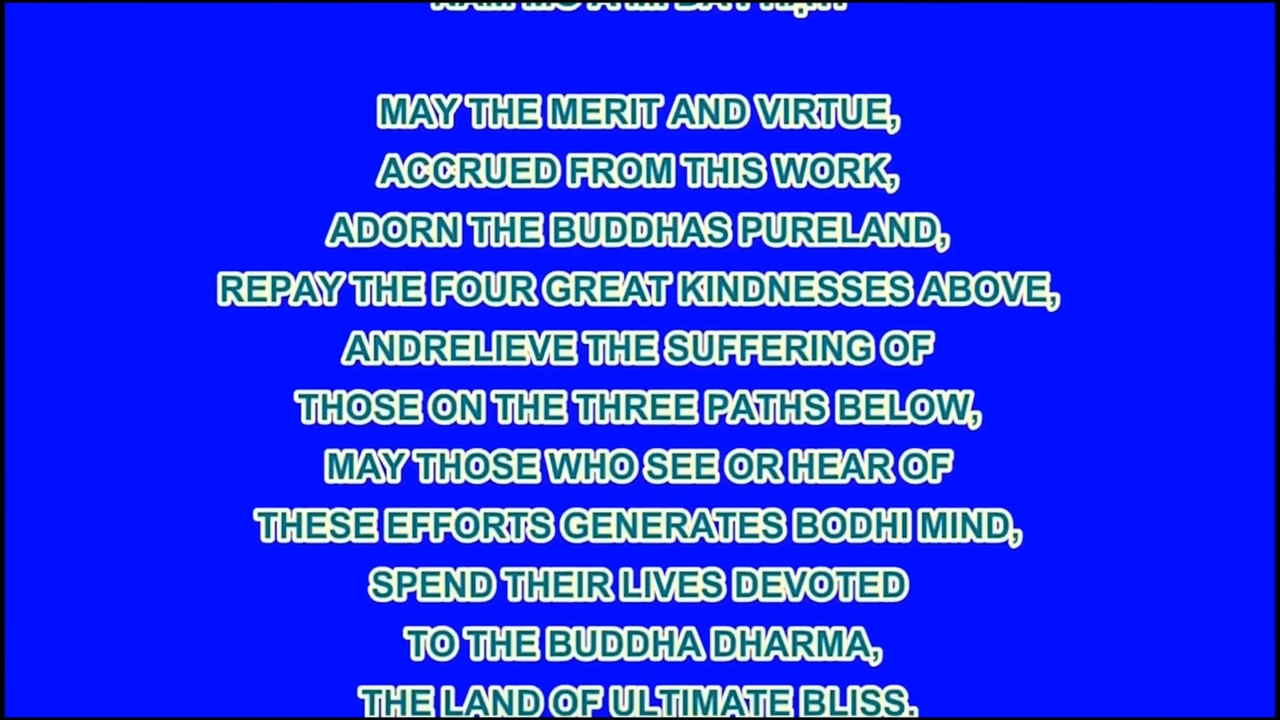 MAY THE MERIT AND VIRTUE,
ACCRUED FROM THIS WORK,
ADORN THE BUDDHAS PURELAND,
REPAY THE FOUR GREAT KINDNESSES ABOVE,
ANDRELIEVE THE SUFFERING OF
THOSE ON THE THREE PATHS BELOW,
MAY THOSE WHO SEE OR HEAR OF
THESE EFFORTS GENERATES BODHI MIND,
SPEND THEIR LIVES DEVOTED
TO THE BUDDHA DHARMA,
THE LAND OF ULTIMATE BLISS.